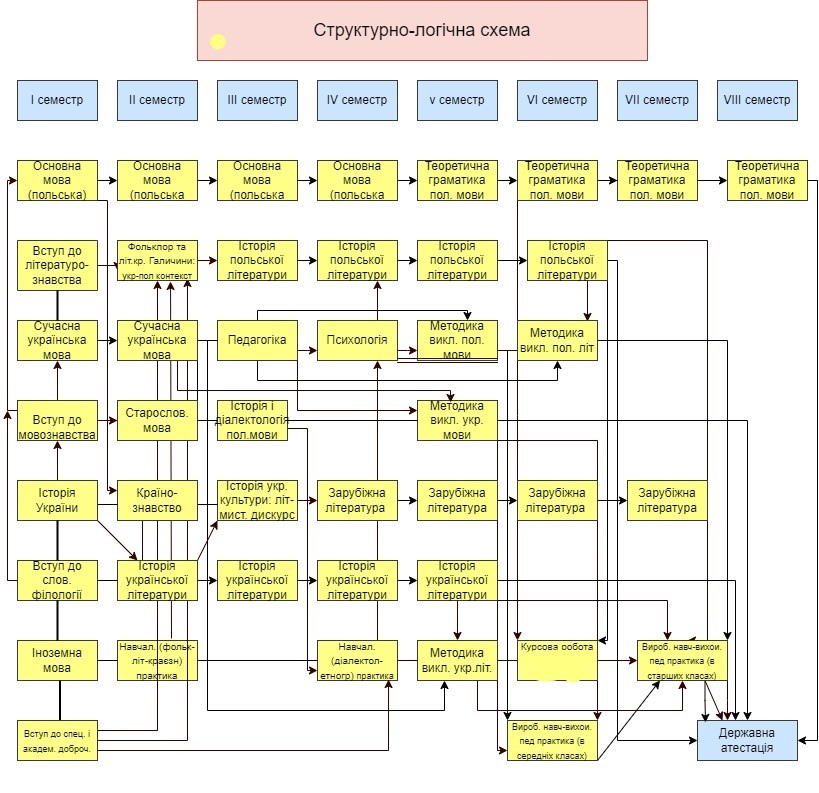 Структурно-логічна схема
I семестр
II семестр
III семестр
IV семестр
v семестр
VI семестр
VII семестр
VIII семестр
Основна
мова
(польська)
Основна
мова
(польська
Основна
мова
(польська
Основна
мова
(польська
Теоретична
граматика
пол. мови
Теоретична
граматика
пол. мови
Теоретична
граматика
пол. мови
Теоретична
граматика
пол. мови
Вступ до
літературо-
знавства
Фольклор та
літ.кр. Галичини:
укр-пол контекст
Історія
польської
літератури
Історія
польської
літератури
Історія
польської
літератури
Історія
польської
літератури
Сучасна
українська
мова
Сучасна
українська
мова
Педагогіка
Психологія
Методика
викл. пол.
мови
Методика
викл. пол. літ
Вступ до
мовознавства
Старослов.
мова
Історія і
діалектологія
пол.мови
Методика
викл. укр.
мови
Історія
України
Країно-
знавство
Історія укр.
культури: літ-
мист. дискурс
Зарубіжна
література
Зарубіжна
література
Зарубіжна
література
Зарубіжна
література
Вступ до
слов.
філології
Історія
української
літератури
Історія
української
літератури
Історія
української
літератури
Історія
української
літератури
Іноземна
мова
Навчал. (фольк-
літ-краєзн)
практика
Навчал.
(діалектол-
етногр) практика
Методика
викл. укр.літ.
Курсова робота
Вироб. навч-вихои.
пед практика (в
старших класах)
Вступ до спец. і
академ. доброч.
Вироб. навч-вихои.
пед практика (в
середніх класах)
Державна
атестація